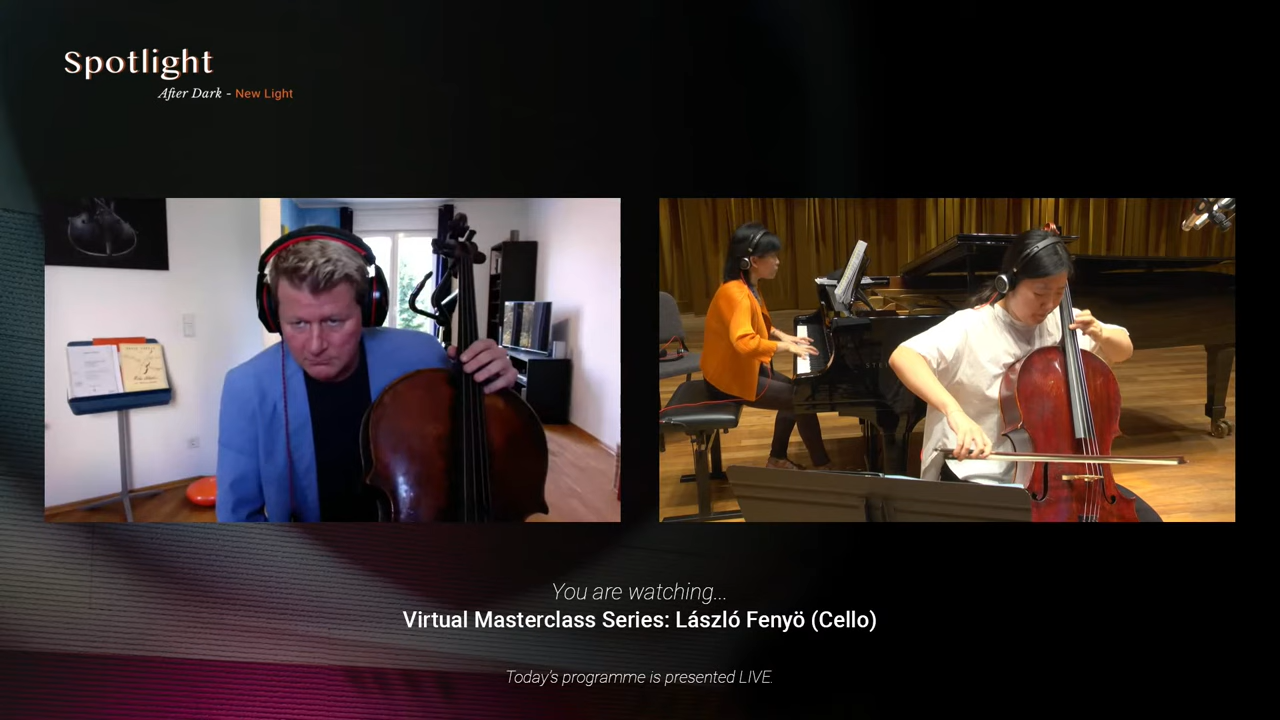 Spotlight
After Dark - New Light
You are watching...
Virtual Masterclass Series: László Fenyö (Cello)
Today's programme is presented LIVE.